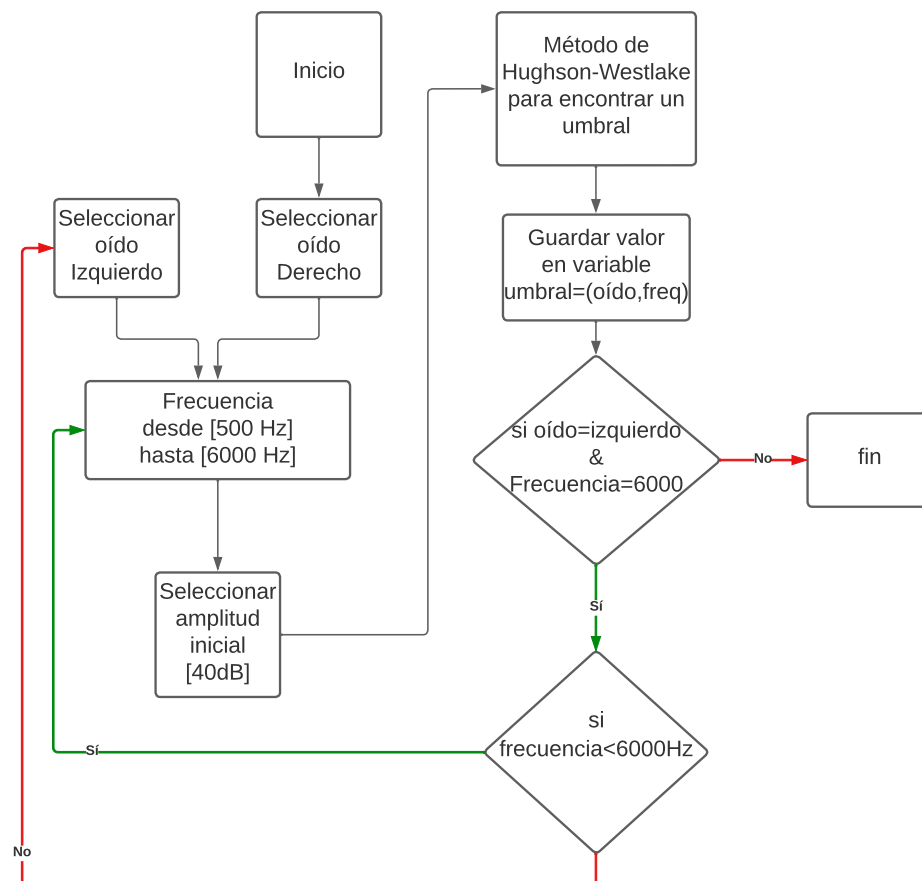 Inicio
Seleccionar
oído
Izquierdo
Seleccionar
oído
Derecho
Frecuencia
desde [500 Hz]
hasta [6000 Hz]
Seleccionar
amplitud
inicial
[40dB]
Método de
Hughson-Westlake
para encontrar un
umbral
Guardar valor
en variable
umbral=(oído,freq)
si oído=izquierdo
&
Frecuencia=6000
No
fin
Sí
si
frecuencia<6000Hz
Sí
No